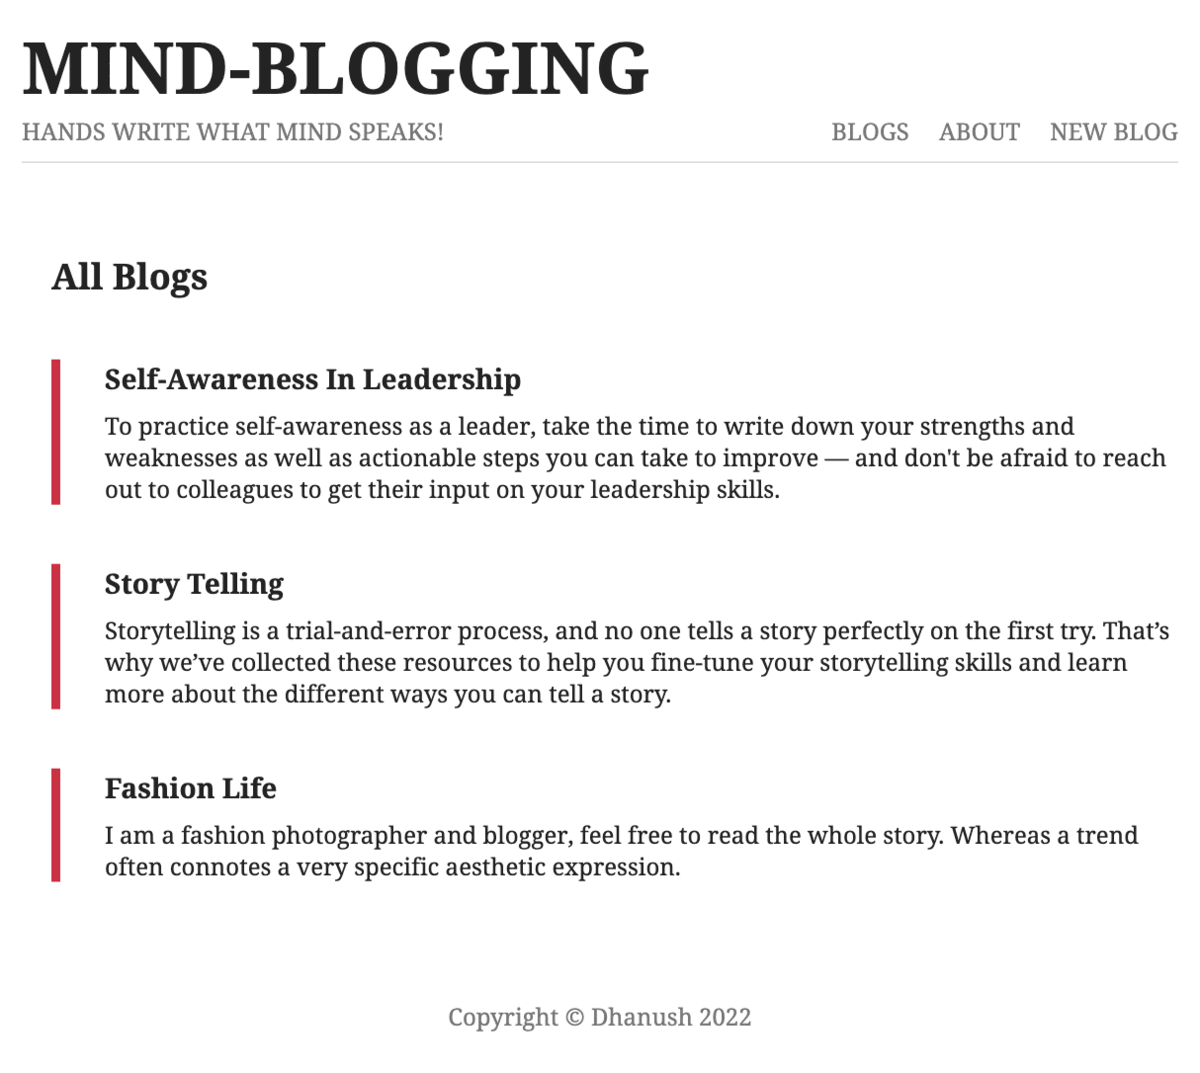 MIND-BLOGGING
HANDS WRITE WHAT MIND SPEAKS!
BLOGS ABOUT NEW BLOG
All Blogs
Self-Awareness In Leadership
To practice self-awareness as a leader, take the time to write down your strengths and
weaknesses as well as actionable steps you can take to improve — and don't be afraid to reach
out to colleagues to get their input on your leadership skills.
Story Telling
Storytelling is a trial-and-error process, and no one tells a story perfectly on the first try. That’s
why we’ve collected these resources to help you fine-tune your storytelling skills and learn
more about the different ways you can tell a story.
Fashion Life
I am a fashion photographer and blogger, feel free to read the whole story. Whereas a trend
often connotes a very specific aesthetic expression.
Copyright © Dhanush 2022